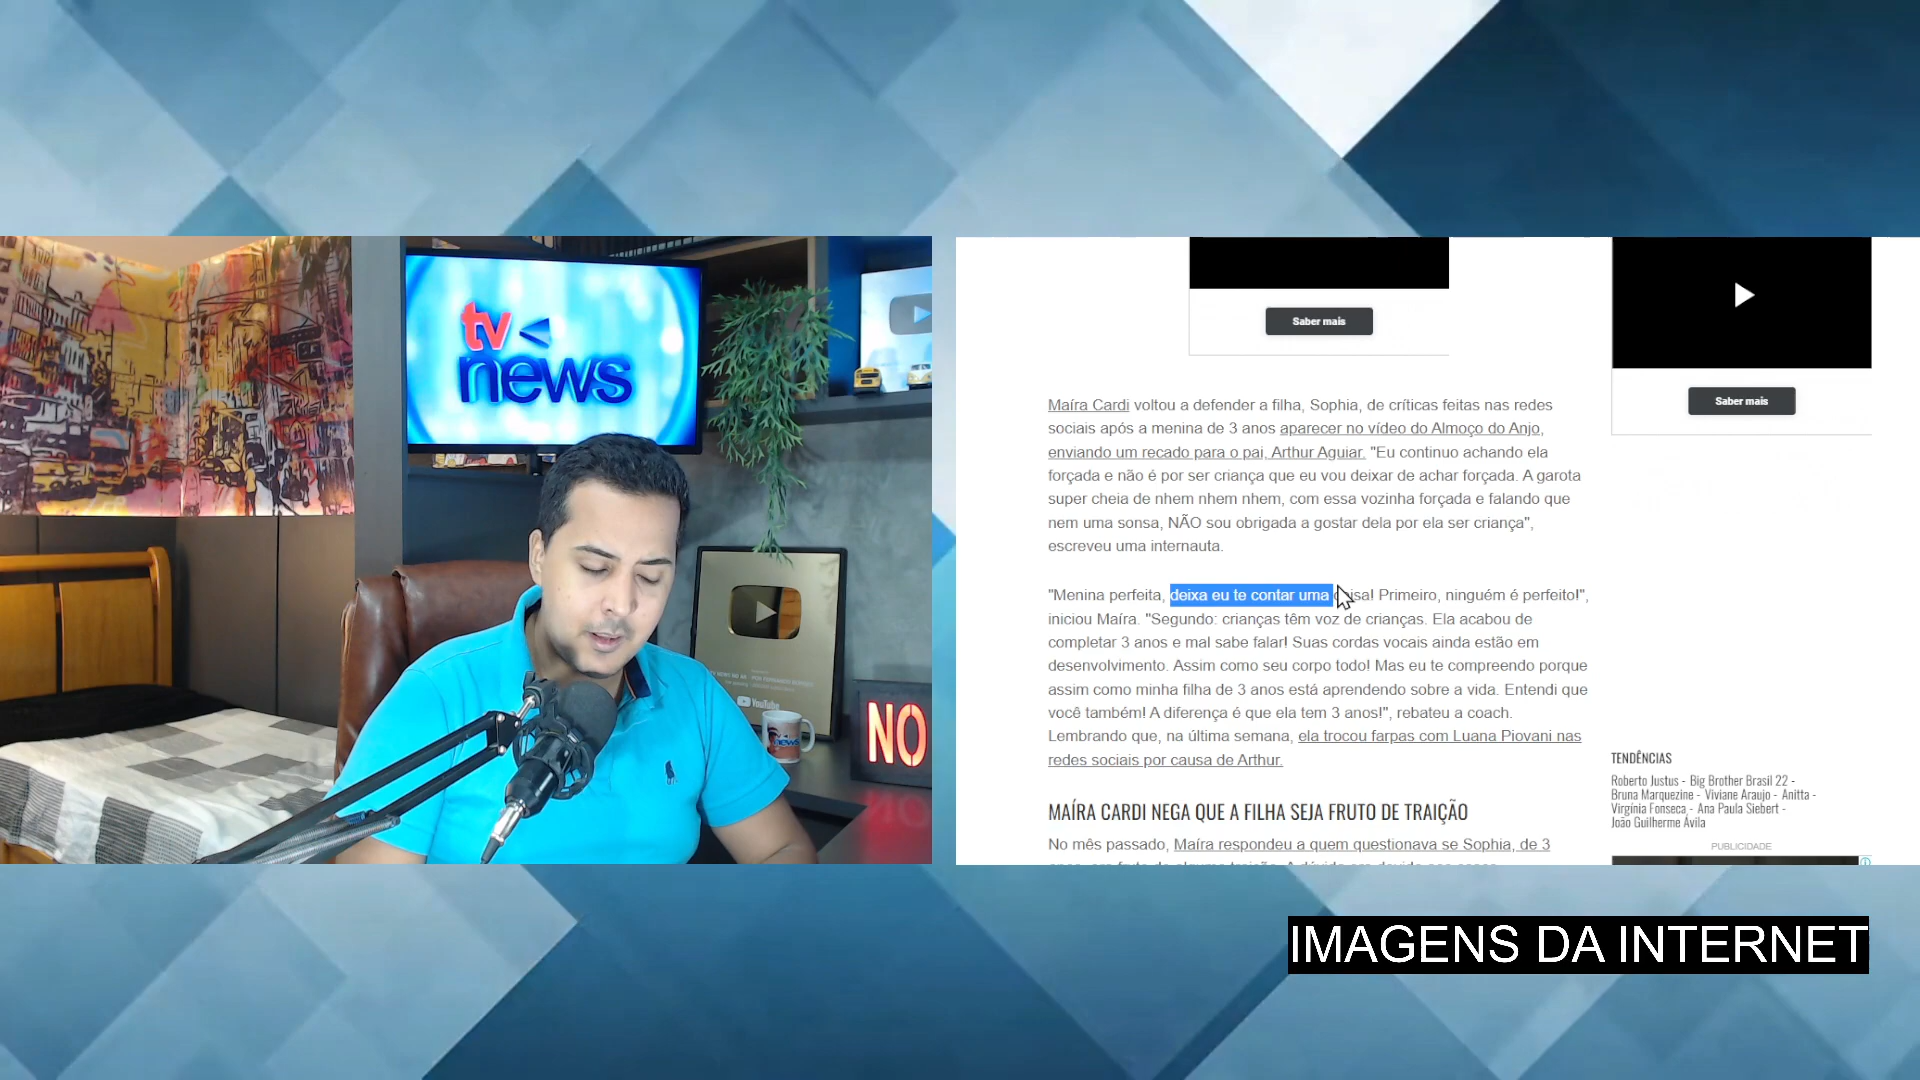 tv
news
YouTube
news
NO
Saber mais
Saber mais
Maíra Cardi voltou a defender a filha, Sophia, de críticas feitas nas redes
sociais após a menina de 3 anos aparecer no vídeo do Almoço do Anjo,
enviando um recado para o pai, Arthur Aguiar. "Eu continuo achando ela
forçada e não é por ser criança que eu vou deixar de achar forçada. A garota
super cheia de nhem nhem nhem, com essa vozinha forçada e falando que
nem uma sonsa, NÃO sou obrigada a gostar dela por ela ser criança",
escreveu uma internauta.
"Menina perfeita, deixa eu te contar uma coisa! Primeiro, ninguém é perfeito!",
iniciou Maíra. "Segundo: crianças têm voz de crianças. Ela acabou de
completar 3 anos e mal sabe falar! Suas cordas vocais ainda estão em
desenvolvimento. Assim como seu corpo todo! Mas eu te compreendo porque
assim como minha filha de 3 anos está aprendendo sobre a vida. Entendi que
você também! A diferença é que ela tem 3 anos!", rebateu a coach.
Lembrando que, na última semana, ela trocou farpas com Luana Piovani nas
redes sociais por causa de Arthur.
MAÍRA CARDI NEGA QUE A FILHA SEJA FRUTO DE TRAIÇÃO
No mês passado, Maíra respondeu a quem questionava se Sophia, de 3
TENDÊNCIAS
Roberto Justus - Big Brother Brasil 22 -
Bruna Marquezine - Viviane Araujo - Anitta -
Virgínia Fonseca - Ana Paula Siebert -
João Guilherme Ávila
PUBLICIDADE
IMAGENS DA INTERNET